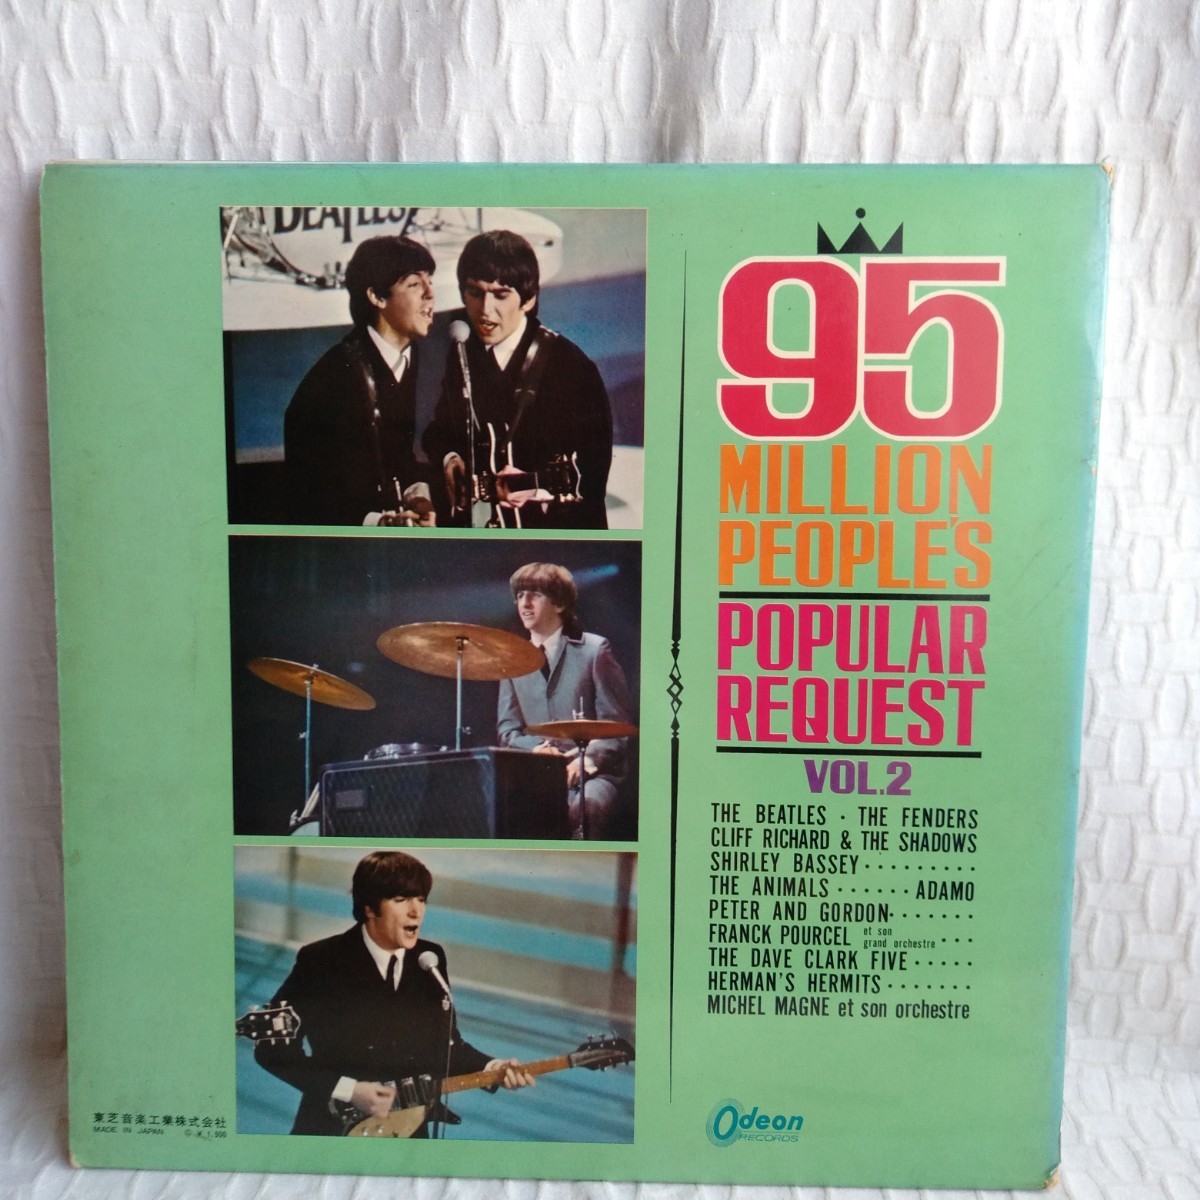 BEATLES
95
MILLION
PEOPLE'S
POPULAR
REQUEST
VOL.2
THE BEATLES · THE FENDERS
CLIFF RICHARD & THE SHADOWS
SHIRLEY BASSEY·········
THE ANIMALS ······ ADAMO
PETER AND GORDON·······
FRANCK POURCEL et son grand orchestre ···
THE DAVE CLARK FIVE ·····
HERMAN'S HERMITS ·······
MICHEL MAGNE et son orchestre
Odeon
RECORDS
東芝音楽工業株式会社
MADE IN JAPAN